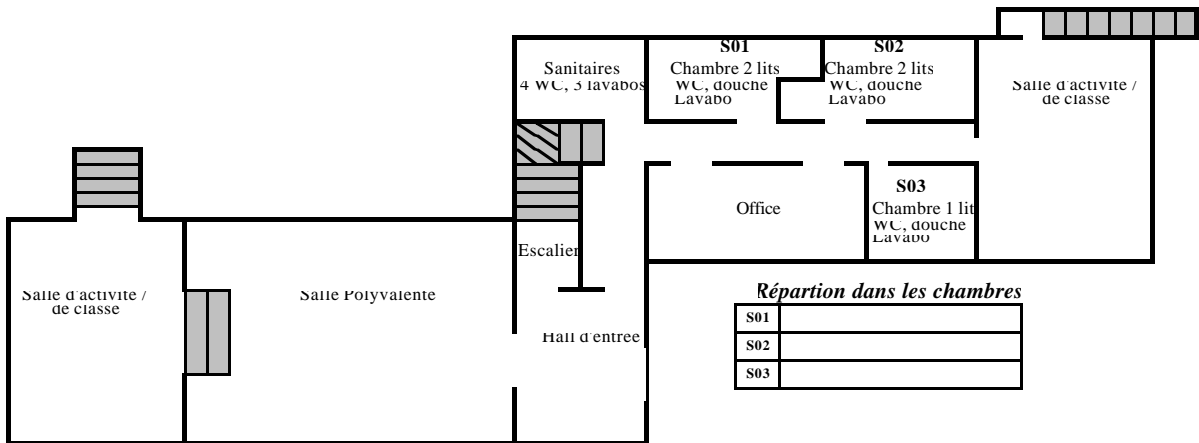 Sanitaires
4 WC, 3 lavabos
S01
Chambre 2 lits
WC, douche
Lavabo
S02
Chambre 2 lits
WC, douche
Lavabo
Salle d'activité /
de classe
S03
Chambre 1 lit
WC, douche
Lavabo
Office
Escalier
Salle d'activité /
de classe
Salle Polyvalente
Hall d'entrée
Répartion dans les chambres
S01
S02
S03